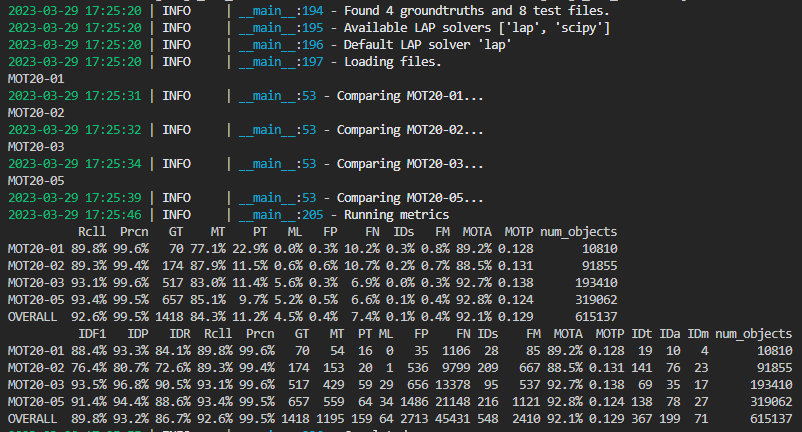 2023-03-29 17:25:20 | INFO     | __main__:194 - Found 4 groundtruths and 8 test files.
2023-03-29 17:25:20 | INFO     | __main__:195 - Available LAP solvers ['lap', 'scipy']
2023-03-29 17:25:20 | INFO     | __main__:196 - Default LAP solver 'lap'
2023-03-29 17:25:20 | INFO     | __main__:197 - Loading files.
MOT20-01
2023-03-29 17:25:31 | INFO     | __main__:53 - Comparing MOT20-01...
MOT20-02
2023-03-29 17:25:32 | INFO     | __main__:53 - Comparing MOT20-02...
MOT20-03
2023-03-29 17:25:34 | INFO     | __main__:53 - Comparing MOT20-03...
MOT20-05
2023-03-29 17:25:39 | INFO     | __main__:53 - Comparing MOT20-05...
2023-03-29 17:25:46 | INFO     | __main__:205 - Running metrics
Rcll Prcn GT MT PT ML FP FN IDs FM MOTA MOTP num_objects
MOT20-01 89.8% 99.6% 70 77.1% 22.9% 0.0% 0.3% 10.2% 0.3% 0.8% 89.2% 0.128 10810
MOT20-02 89.3% 99.4% 174 87.9% 11.5% 0.6% 0.6% 10.7% 0.2% 0.7% 88.5% 0.131 91855
MOT20-03 93.1% 99.6% 517 83.0% 11.4% 5.6% 0.3% 6.9% 0.0% 0.3% 92.7% 0.138 193410
MOT20-05 93.4% 99.5% 657 85.1% 9.7% 5.2% 0.5% 6.6% 0.1% 0.4% 92.8% 0.124 319062
OVERALL 92.6% 99.5% 1418 84.3% 11.2% 4.5% 0.4% 7.4% 0.1% 0.4% 92.1% 0.129 615137
IDF1 IDP IDR Rcll Prcn GT MT PT ML FP FN IDs FM MOTA MOTP IDt IDa IDm num_objects
MOT20-01 88.4% 93.3% 84.1% 89.8% 99.6% 70 54 16 0 35 1106 28 85 89.2% 0.128 19 10 4 10810
MOT20-02 76.4% 80.7% 72.6% 89.3% 99.4% 174 153 20 1 536 9799 209 667 88.5% 0.131 141 76 23 91855
MOT20-03 93.5% 96.8% 90.5% 93.1% 99.6% 517 429 59 29 656 13378 95 537 92.7% 0.138 69 35 17 193410
MOT20-05 91.4% 94.4% 88.6% 93.4% 99.5% 657 559 64 34 1486 21148 216 1121 92.8% 0.124 138 78 27 319062
OVERALL 89.8% 93.2% 86.7% 92.6% 99.5% 1418 1195 159 64 2713 45431 548 2410 92.1% 0.129 367 199 71 615137